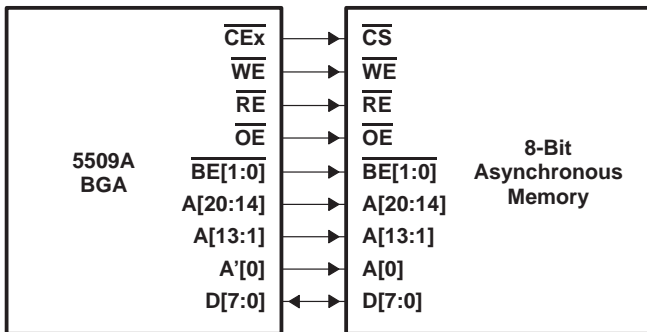 5509A
BGA
CEx
WE
RE
OE
BE[1:0]
A[20:14]
A[13:1]
A'[0]
D[7:0]
CS
WE
RE
OE
BE[1:0]
A[20:14]
A[13:1]
A[0]
D[7:0]
8-Bit
Asynchronous
Memory